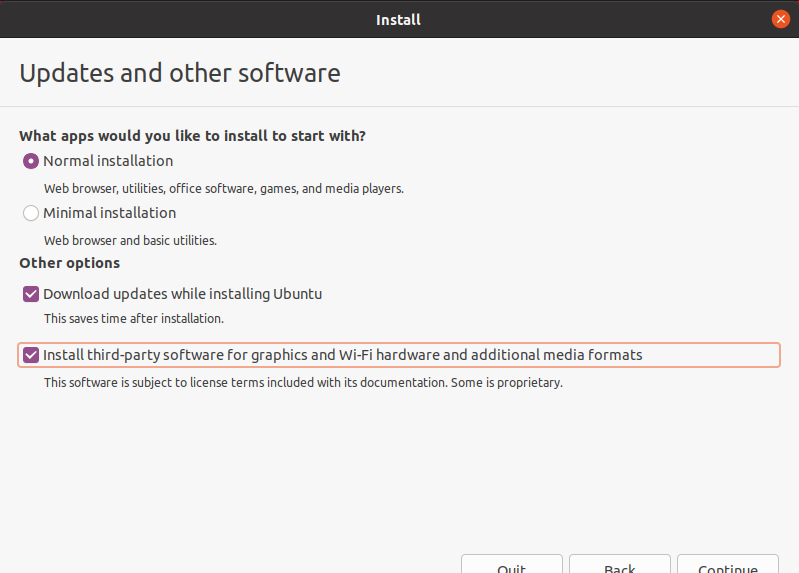 Install
Updates and other software
What apps would you like to install to start with?
Normal installation
Web browser, utilities, office software, games, and media players.
Minimal installation
Web browser and basic utilities.
Other options
Download updates while installing Ubuntu
This saves time after installation.
Install third-party software for graphics and Wi-Fi hardware and additional media formats
This software is subject to license terms included with its documentation. Some is proprietary.
Quit Back Continue